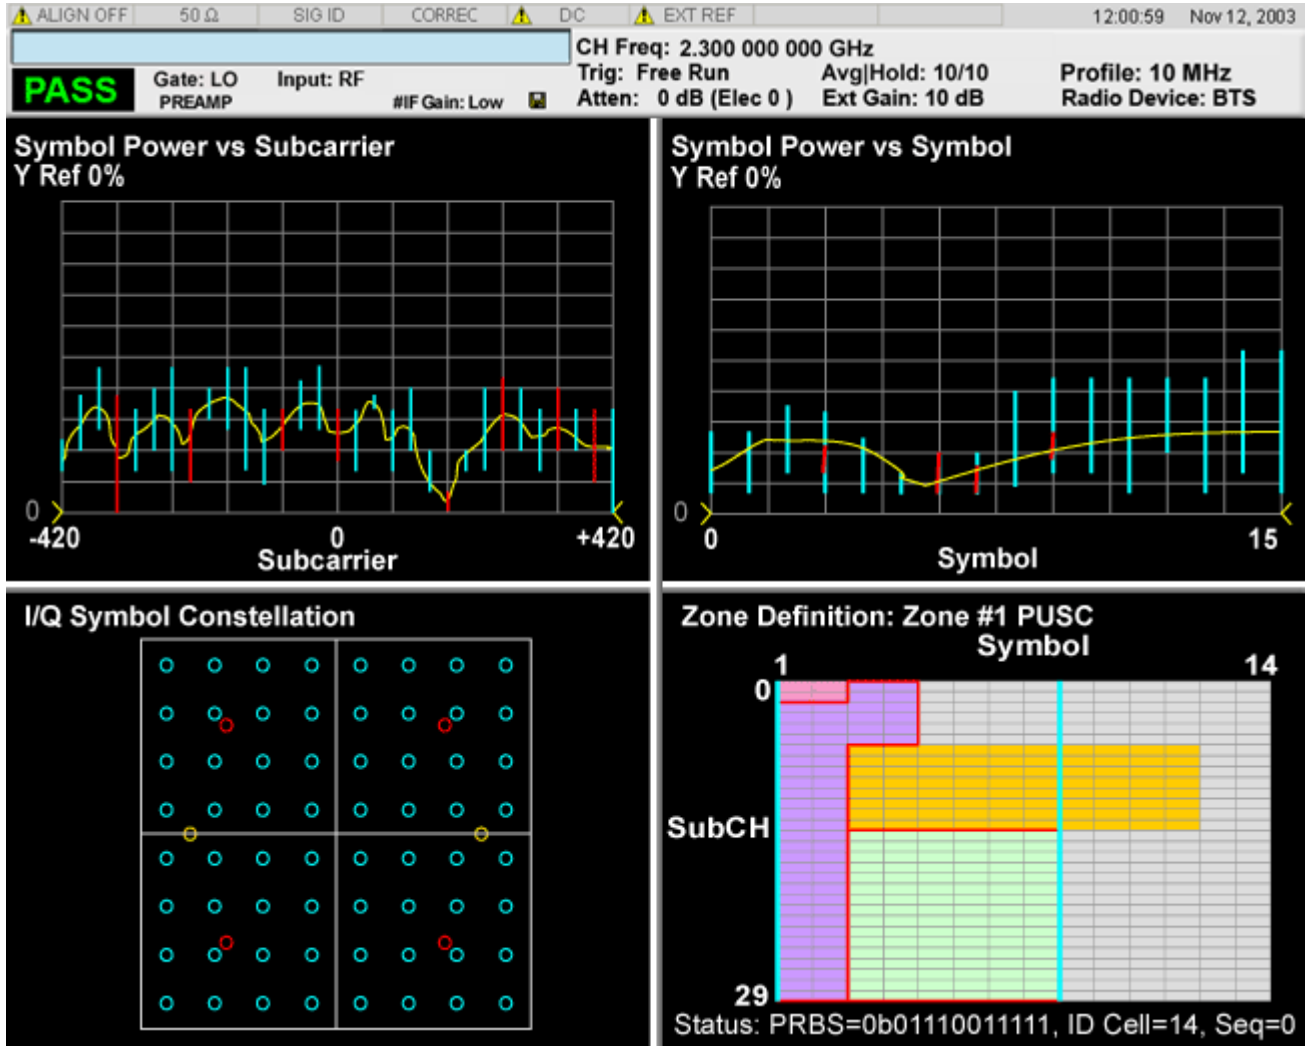 ALIGN OFF 50 Ω SIG ID CORREC DC EXT REF 12:00:59 Nov 12, 2003
CH Freq: 2.300 000 000 GHz
PASS Gate: LO Input: RF Trig: Free Run Avg|Hold: 10/10 Profile: 10 MHz
PREAMP #IF Gain: Low Atten: 0 dB (Elec 0 ) Ext Gain: 10 dB Radio Device: BTS
Symbol Power vs Subcarrier
Y Ref 0%
0
-420 0 +420
Subcarrier
Symbol Power vs Symbol
Y Ref 0%
0
0 15
Symbol
I/Q Symbol Constellation
Zone Definition: Zone #1 PUSC
Symbol
1 14
0
SubCH
29
Status: PRBS=0b01110011111, ID Cell=14, Seq=0